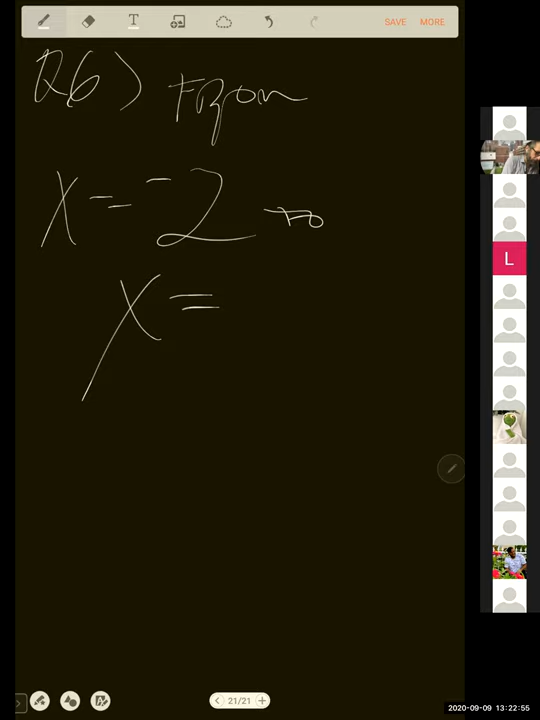 T SAVE MORE
Q6) From
x = -2 to
x =
L
21/21
2020-09-09 13:22:55